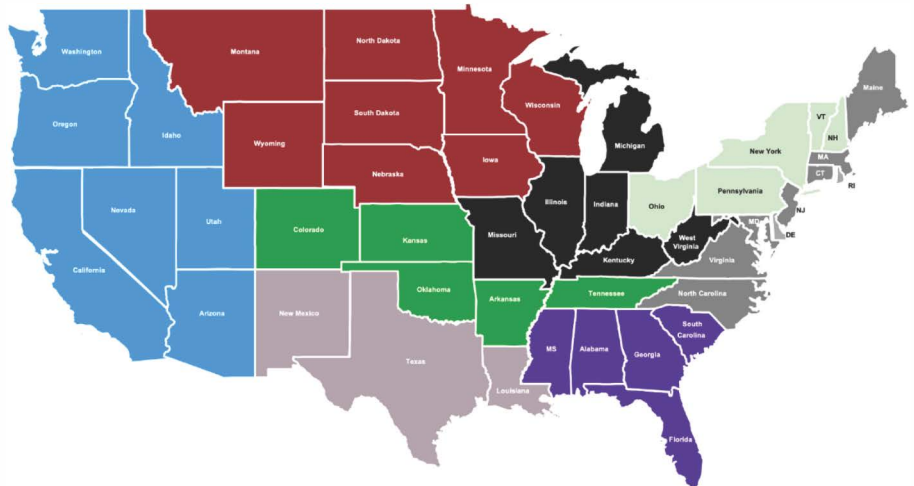 Washington
Montana
North Dakota
Minnesota
Maine
Oregon
Idaho
South Dakota
Wisconsin
Michigan
VT
NH
New York
MA
CT
RI
Wyoming
Iowa
Nebraska
Pennsylvania
Ohio
NJ
Nevada
Utah
Colorado
Kansas
Missouri
Illinois
Indiana
West
Virginia
MD
DE
California
Kentucky
Virginia
Arizona
New Mexico
Oklahoma
Arkansas
Tennessee
North Carolina
Texas
Louisiana
MS
Alabama
Georgia
South
Carolina
Florida